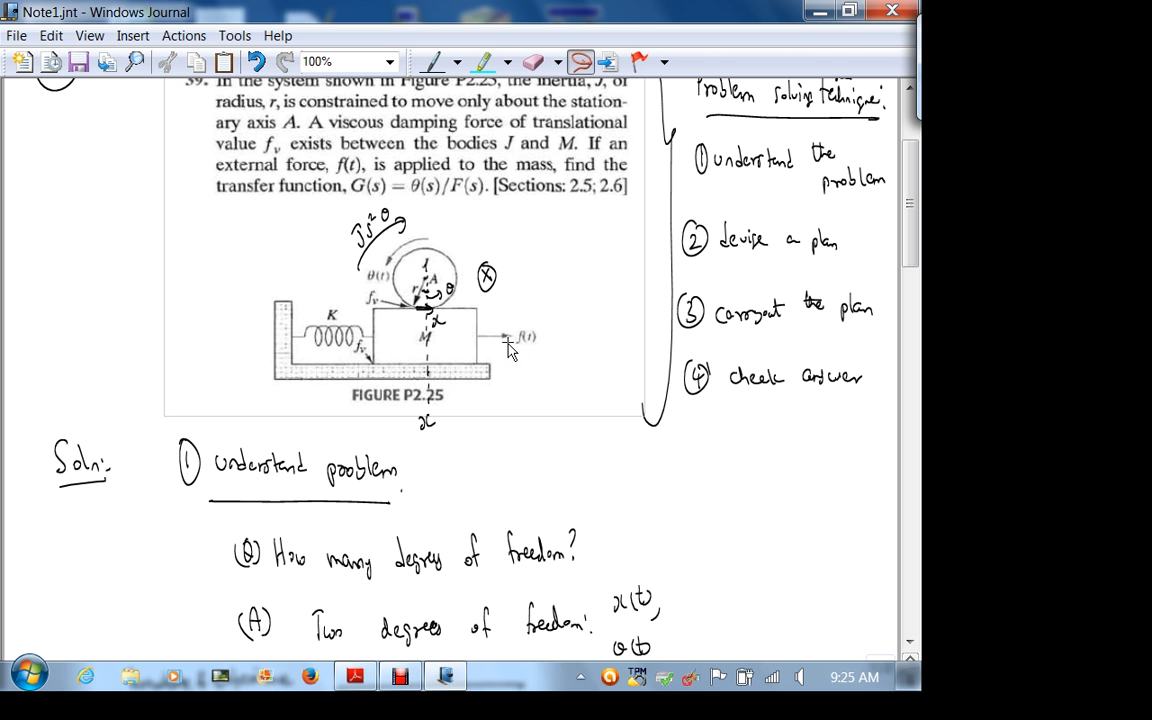 Note1.jnt - Windows Journal
File Edit View Insert Actions Tools Help
100%
39. In the system shown in Figure P2.25, the inertia, J, of
radius, r, is constrained to move only about the station-
ary axis A. A viscous damping force of translational
value fv exists between the bodies J and M. If an
external force, f(t), is applied to the mass, find the
transfer function, G(s) = θ(s)/F(s). [Sections: 2.5; 2.6]
Problem solving technique:
① understand the
problem
② devise a plan
③ carryout the plan
④ check answer
Js²θ
θ(t)
r
A
θ
fv
x
K
fv
M
f(t)
FIGURE P2.25
x
Soln:
① understand problem.
(Q) How many degrees of freedom?
(A) Two degrees of freedom: x(t),
θ(t)
9:25 AM